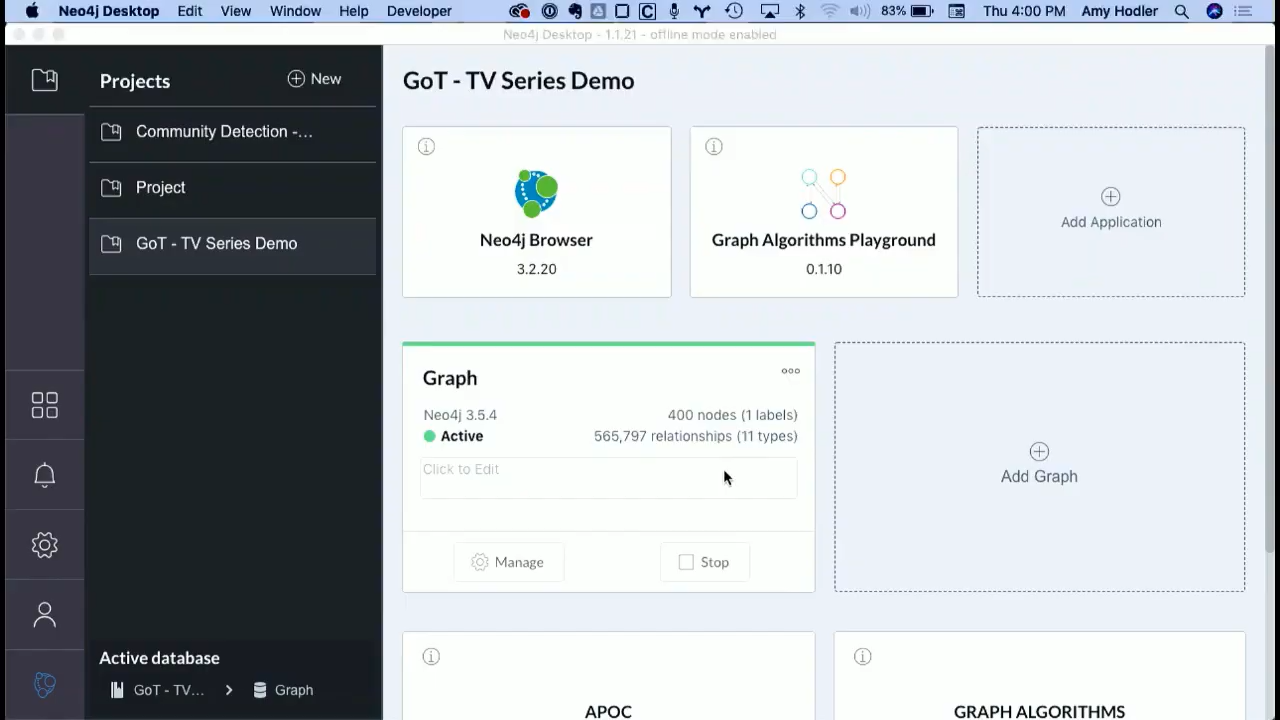 Neo4j Desktop Edit View Window Help Developer 83% Thu 4:00 PM Amy Hodler
Neo4j Desktop - 1.1.21 - offline mode enabled
Projects
New
Community Detection -...
Project
GoT - TV Series Demo
Active database
GoT - TV... > Graph
GoT - TV Series Demo
Neo4j Browser
3.2.20
Graph Algorithms Playground
0.1.10
Add Application
Graph
Neo4j 3.5.4
400 nodes (1 labels)
Active
565,797 relationships (11 types)
Click to Edit
Manage
Stop
Add Graph
APOC
GRAPH ALGORITHMS